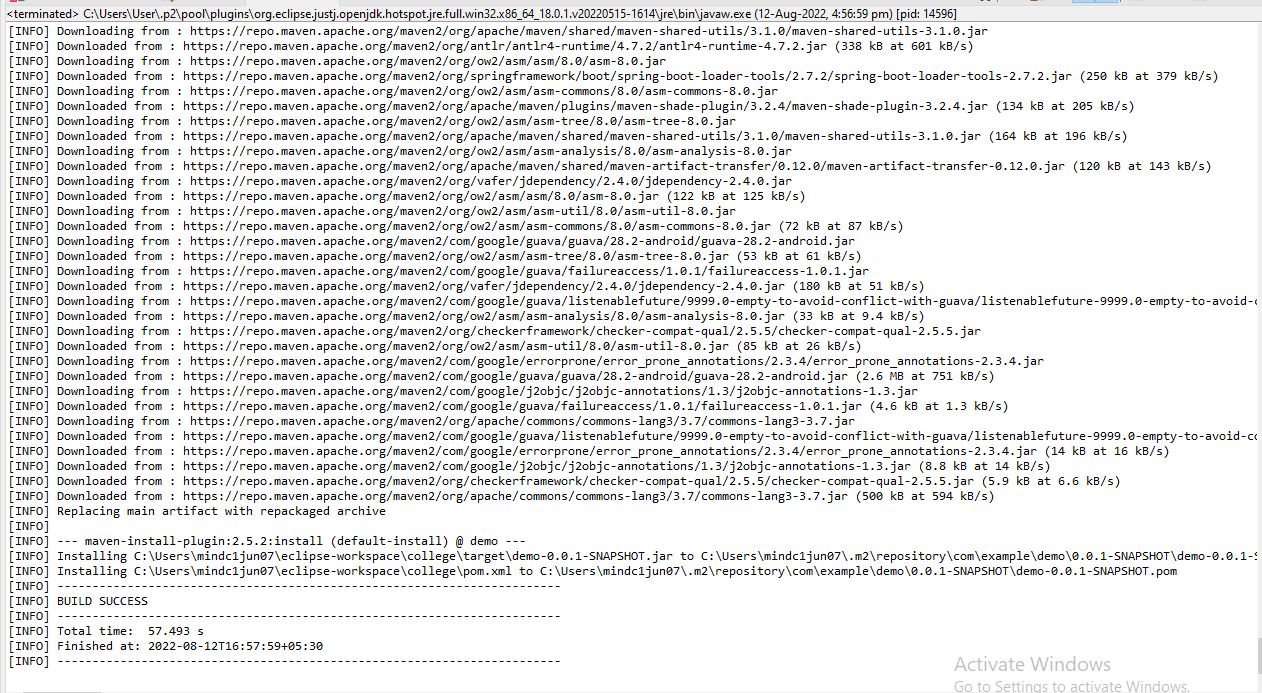 <terminated> C:\Users\User\.p2\pool\plugins\org.eclipse.justj.openjdk.hotspot.jre.full.win32.x86_64_18.0.1.v20220515-1614\jre\bin\javaw.exe (12-Aug-2022, 4:56:59 pm) [pid: 14596]
[INFO] Downloading from : https://repo.maven.apache.org/maven2/org/apache/maven/shared/maven-shared-utils/3.1.0/maven-shared-utils-3.1.0.jar
[INFO] Downloaded from : https://repo.maven.apache.org/maven2/org/antlr/antlr4-runtime/4.7.2/antlr4-runtime-4.7.2.jar (338 kB at 601 kB/s)
[INFO] Downloading from : https://repo.maven.apache.org/maven2/org/ow2/asm/asm/8.0/asm-8.0.jar
[INFO] Downloaded from : https://repo.maven.apache.org/maven2/org/springframework/boot/spring-boot-loader-tools/2.7.2/spring-boot-loader-tools-2.7.2.jar (250 kB at 379 kB/s)
[INFO] Downloading from : https://repo.maven.apache.org/maven2/org/ow2/asm/asm-commons/8.0/asm-commons-8.0.jar
[INFO] Downloaded from : https://repo.maven.apache.org/maven2/org/apache/maven/plugins/maven-shade-plugin/3.2.4/maven-shade-plugin-3.2.4.jar (134 kB at 205 kB/s)
[INFO] Downloading from : https://repo.maven.apache.org/maven2/org/ow2/asm/asm-tree/8.0/asm-tree-8.0.jar
[INFO] Downloaded from : https://repo.maven.apache.org/maven2/org/apache/maven/shared/maven-shared-utils/3.1.0/maven-shared-utils-3.1.0.jar (164 kB at 196 kB/s)
[INFO] Downloading from : https://repo.maven.apache.org/maven2/org/ow2/asm/asm-analysis/8.0/asm-analysis-8.0.jar
[INFO] Downloaded from : https://repo.maven.apache.org/maven2/org/apache/maven/shared/maven-artifact-transfer/0.12.0/maven-artifact-transfer-0.12.0.jar (120 kB at 143 kB/s)
[INFO] Downloading from : https://repo.maven.apache.org/maven2/org/vafer/jdependency/2.4.0/jdependency-2.4.0.jar
[INFO] Downloaded from : https://repo.maven.apache.org/maven2/org/ow2/asm/asm/8.0/asm-8.0.jar (122 kB at 125 kB/s)
[INFO] Downloading from : https://repo.maven.apache.org/maven2/org/ow2/asm/asm-util/8.0/asm-util-8.0.jar
[INFO] Downloaded from : https://repo.maven.apache.org/maven2/org/ow2/asm/asm-commons/8.0/asm-commons-8.0.jar (72 kB at 87 kB/s)
[INFO] Downloading from : https://repo.maven.apache.org/maven2/com/google/guava/guava/28.2-android/guava-28.2-android.jar
[INFO] Downloaded from : https://repo.maven.apache.org/maven2/org/ow2/asm/asm-tree/8.0/asm-tree-8.0.jar (53 kB at 61 kB/s)
[INFO] Downloading from : https://repo.maven.apache.org/maven2/com/google/guava/failureaccess/1.0.1/failureaccess-1.0.1.jar
[INFO] Downloaded from : https://repo.maven.apache.org/maven2/org/vafer/jdependency/2.4.0/jdependency-2.4.0.jar (180 kB at 51 kB/s)
[INFO] Downloading from : https://repo.maven.apache.org/maven2/com/google/guava/listenablefuture/9999.0-empty-to-avoid-conflict-with-guava/listenablefuture-9999.0-empty-to-avoid-c
[INFO] Downloaded from : https://repo.maven.apache.org/maven2/org/ow2/asm/asm-analysis/8.0/asm-analysis-8.0.jar (33 kB at 9.4 kB/s)
[INFO] Downloading from : https://repo.maven.apache.org/maven2/org/checkerframework/checker-compat-qual/2.5.5/checker-compat-qual-2.5.5.jar
[INFO] Downloaded from : https://repo.maven.apache.org/maven2/org/ow2/asm/asm-util/8.0/asm-util-8.0.jar (85 kB at 26 kB/s)
[INFO] Downloading from : https://repo.maven.apache.org/maven2/com/google/errorprone/error_prone_annotations/2.3.4/error_prone_annotations-2.3.4.jar
[INFO] Downloaded from : https://repo.maven.apache.org/maven2/com/google/guava/guava/28.2-android/guava-28.2-android.jar (2.6 MB at 751 kB/s)
[INFO] Downloading from : https://repo.maven.apache.org/maven2/com/google/j2objc/j2objc-annotations/1.3/j2objc-annotations-1.3.jar
[INFO] Downloaded from : https://repo.maven.apache.org/maven2/com/google/guava/failureaccess/1.0.1/failureaccess-1.0.1.jar (4.6 kB at 1.3 kB/s)
[INFO] Downloading from : https://repo.maven.apache.org/maven2/org/apache/commons/commons-lang3/3.7/commons-lang3-3.7.jar
[INFO] Downloaded from : https://repo.maven.apache.org/maven2/com/google/guava/listenablefuture/9999.0-empty-to-avoid-conflict-with-guava/listenablefuture-9999.0-empty-to-avoid-co
[INFO] Downloaded from : https://repo.maven.apache.org/maven2/com/google/errorprone/error_prone_annotations/2.3.4/error_prone_annotations-2.3.4.jar (14 kB at 16 kB/s)
[INFO] Downloaded from : https://repo.maven.apache.org/maven2/com/google/j2objc/j2objc-annotations/1.3/j2objc-annotations-1.3.jar (8.8 kB at 14 kB/s)
[INFO] Downloaded from : https://repo.maven.apache.org/maven2/org/checkerframework/checker-compat-qual/2.5.5/checker-compat-qual-2.5.5.jar (5.9 kB at 6.6 kB/s)
[INFO] Downloaded from : https://repo.maven.apache.org/maven2/org/apache/commons/commons-lang3/3.7/commons-lang3-3.7.jar (500 kB at 594 kB/s)
[INFO] Replacing main artifact with repackaged archive
[INFO]
[INFO] --- maven-install-plugin:2.5.2:install (default-install) @ demo ---
[INFO] Installing C:\Users\mindc1jun07\eclipse-workspace\college\target\demo-0.0.1-SNAPSHOT.jar to C:\Users\mindc1jun07\.m2\repository\com\example\demo\0.0.1-SNAPSHOT\demo-0.0.1-S
[INFO] Installing C:\Users\mindc1jun07\eclipse-workspace\college\pom.xml to C:\Users\mindc1jun07\.m2\repository\com\example\demo\0.0.1-SNAPSHOT\demo-0.0.1-SNAPSHOT.pom
[INFO] ------------------------------------------------------------------------
[INFO] BUILD SUCCESS
[INFO] ------------------------------------------------------------------------
[INFO] Total time:  57.493 s
[INFO] Finished at: 2022-08-12T16:57:59+05:30
[INFO] ------------------------------------------------------------------------
Activate Windows
Go to Settings to activate Windows.